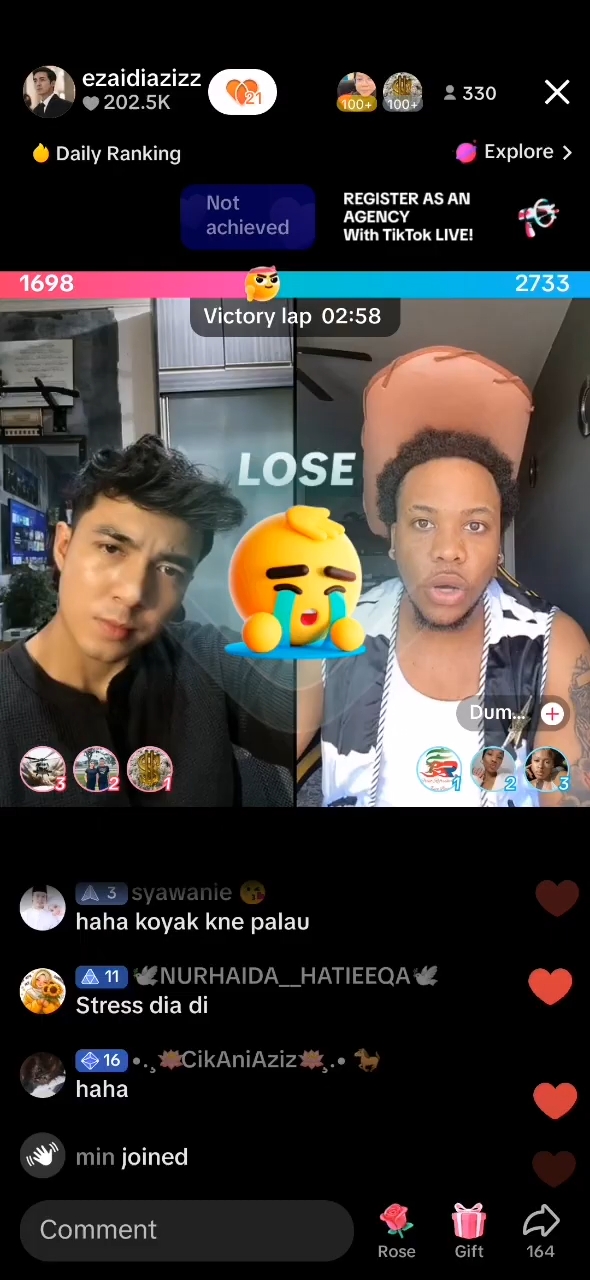 ezaidiazizz
202.5K
21
100+
100+
330
Daily Ranking
Explore
Not
achieved
REGISTER AS AN
AGENCY
With TikTok LIVE!
1698
2733
Victory lap 02:58
LOSE
Dum...
3
2
1
1
2
3
3 syawanie 😘
haha koyak kne palau
11 🕊NURHAIDA__HATIEEQA🕊
Stress dia di
16 •.¸🪷CikAniAziz🪷¸.• 🐎
haha
min joined
Comment
Rose
Gift
164